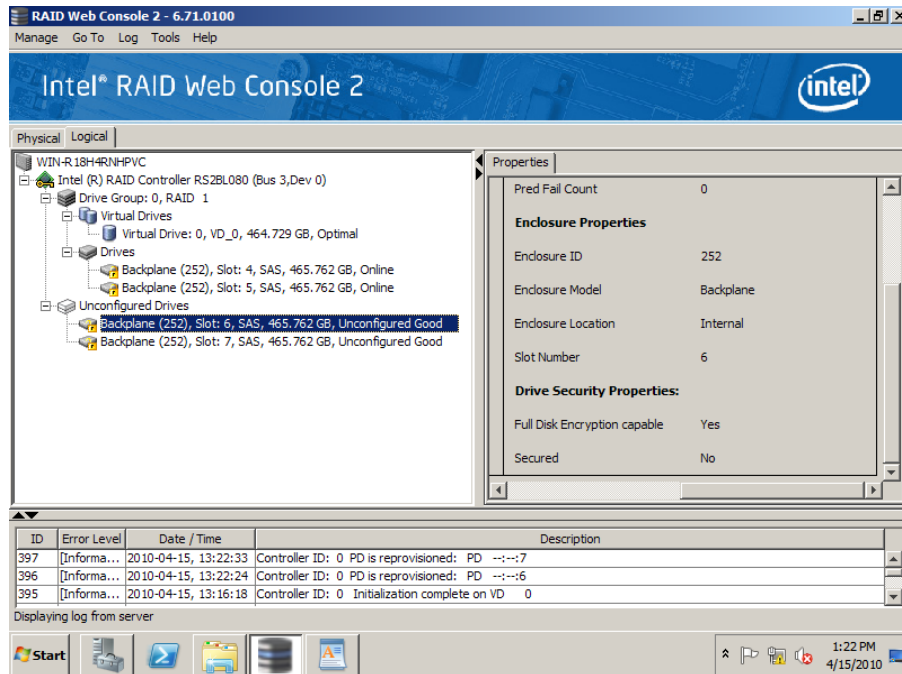 RAID Web Console 2 - 6.71.0100
Manage Go To Log Tools Help
Intel® RAID Web Console 2
intel
Physical Logical
WIN-R18H4RNHPVC
Intel (R) RAID Controller RS2BL080 (Bus 3,Dev 0)
Drive Group: 0, RAID 1
Virtual Drives
Virtual Drive: 0, VD_0, 464.729 GB, Optimal
Drives
Backplane (252), Slot: 4, SAS, 465.762 GB, Online
Backplane (252), Slot: 5, SAS, 465.762 GB, Online
Unconfigured Drives
Backplane (252), Slot: 6, SAS, 465.762 GB, Unconfigured Good
Backplane (252), Slot: 7, SAS, 465.762 GB, Unconfigured Good
Properties
Pred Fail Count 0
Enclosure Properties
Enclosure ID 252
Enclosure Model Backplane
Enclosure Location Internal
Slot Number 6
Drive Security Properties:
Full Disk Encryption capable Yes
Secured No
ID Error Level Date / Time Description
397 [Informa... 2010-04-15, 13:22:33 Controller ID: 0 PD is reprovisioned: PD --:--:7
396 [Informa... 2010-04-15, 13:22:24 Controller ID: 0 PD is reprovisioned: PD --:--:6
395 [Informa... 2010-04-15, 13:16:18 Controller ID: 0 Initialization complete on VD 0
Displaying log from server
Start
1:22 PM
4/15/2010